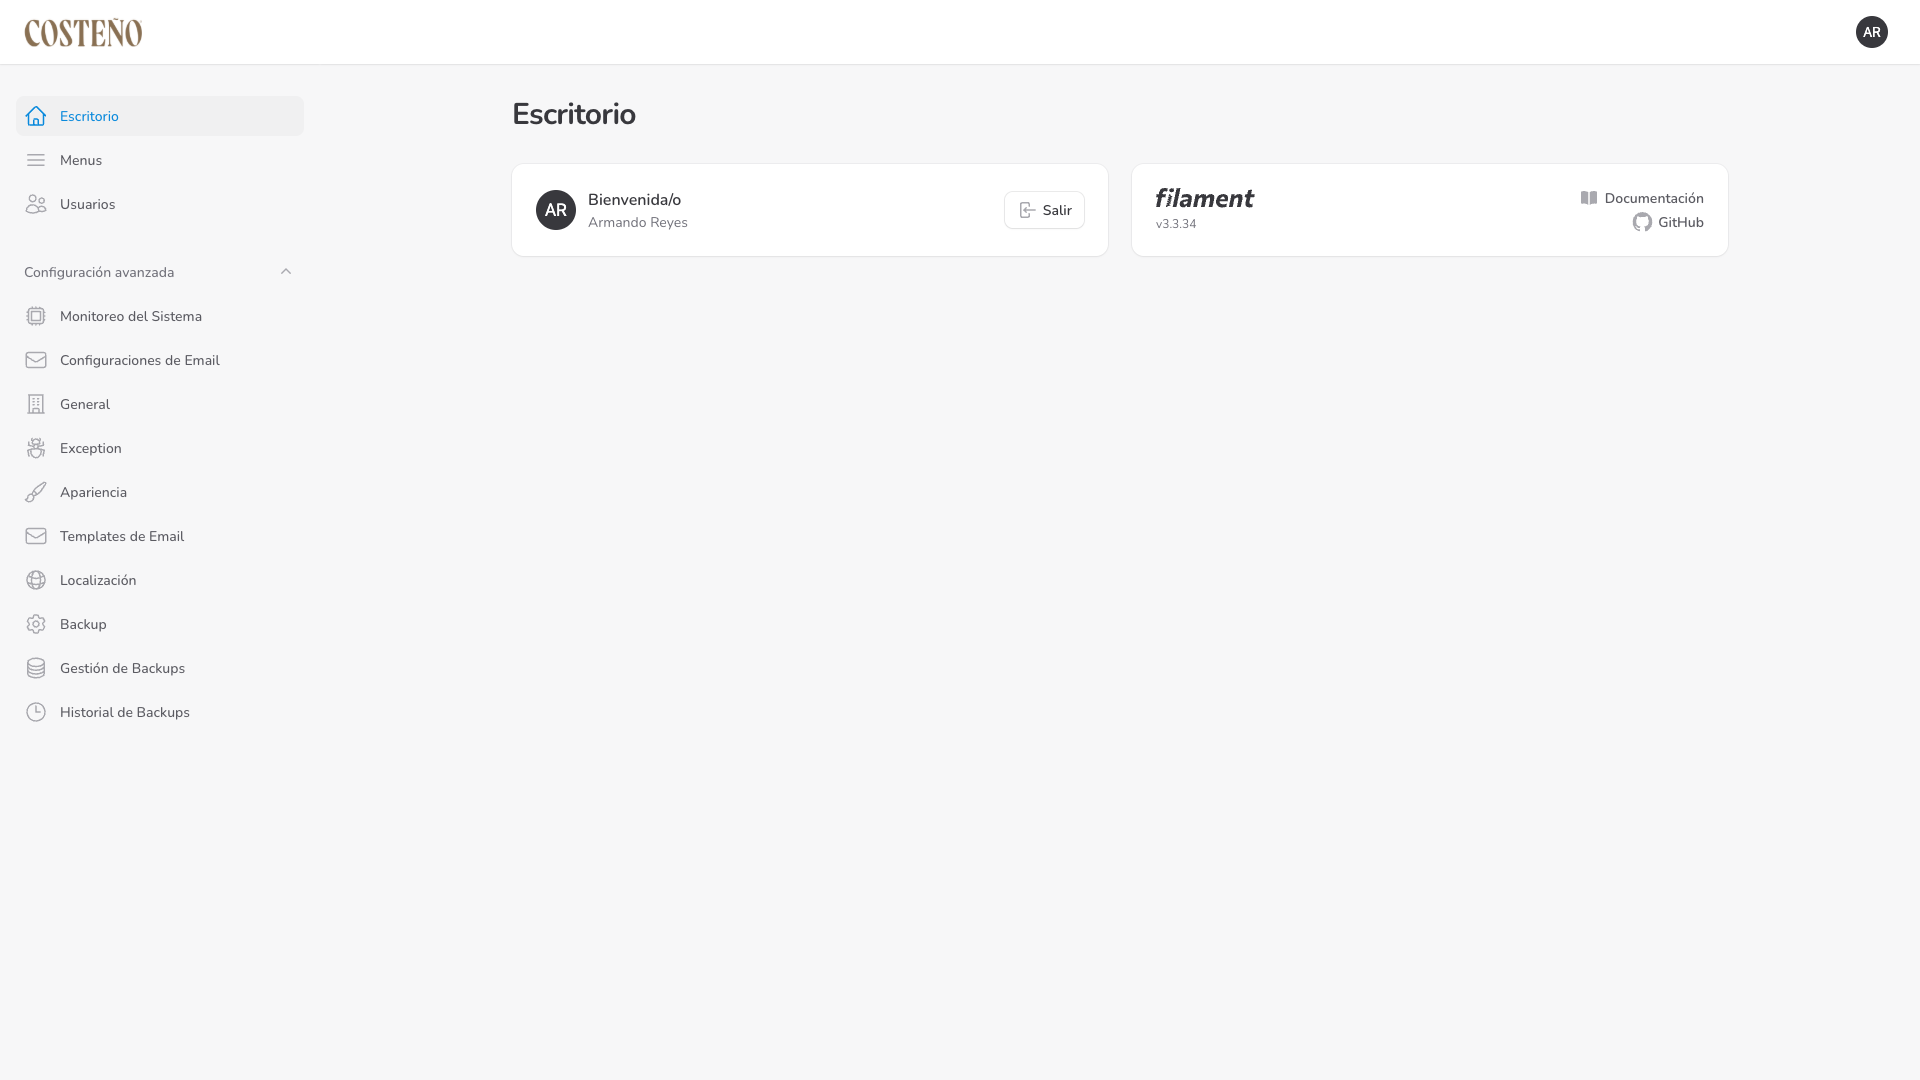 COSTEÑO
AR
Escritorio
Menus
Usuarios
Configuración avanzada
Monitoreo del Sistema
Configuraciones de Email
General
Exception
Apariencia
Templates de Email
Localización
Backup
Gestión de Backups
Historial de Backups
Escritorio
AR
Bienvenida/o
Armando Reyes
Salir
filament
v3.3.34
Documentación
GitHub